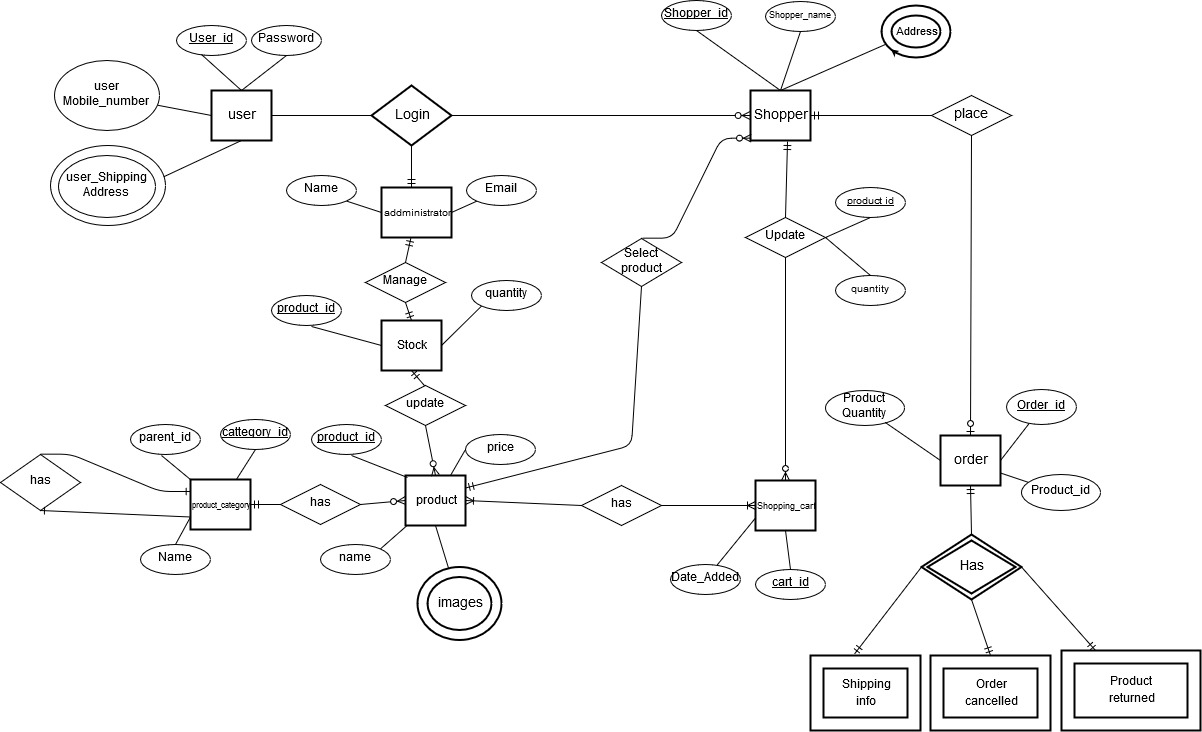 Shopper_id
Shopper_name
Address
User_id
Password
user
Mobile_number
user
Login
Shopper
place
user_Shipping
Address
Name
Email
addministrator
product id
Update
Select
product
Manage
quantity
quantity
product_id
Stock
update
Product
Quantity
Order_id
parent_id
cattegory_id
product_id
price
order
has
product_category
has
product
has
Shopping_cart
Product_id
Name
name
Date_Added
cart_id
Has
images
Shipping
info
Order
cancelled
Product
returned